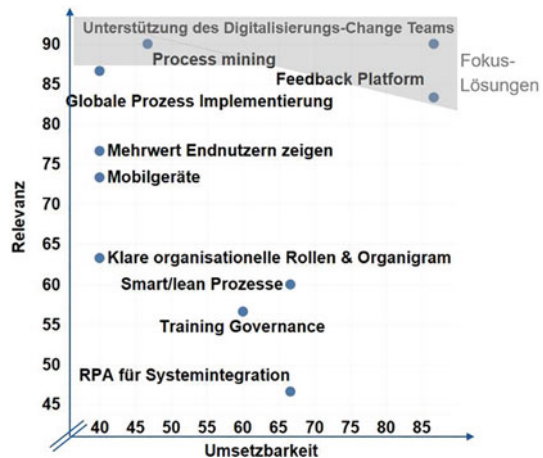 Unterstützung des Digitalisierungs-Change Teams
90
Process mining
Fokus-
Lösungen
Feedback Platform
85
Globale Prozess Implementierung
80
Mehrwert Endnutzern zeigen
75
Mobilgeräte
70
Relevanz
65
Klare organisationelle Rollen & Organigram
Smart/lean Prozesse
60
Training Governance
55
50
RPA für Systemintegration
45
40 45 50 55 60 65 70 75 80 85
Umsetzbarkeit